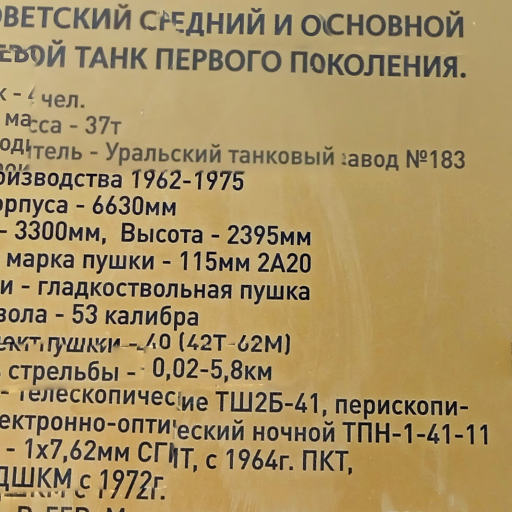 ОВЕТСКИЙ СРЕДНИЙ И ОСНОВНОЙ
ЕВОЙ ТАНК ПЕРВОГО ПОКОЛЕНИЯ.
к - 4 чел.
масса - 37т
одитель - Уральский танковый завод №183
оизводства 1962-1975
орпуса - 6630мм
- 3300мм, Высота - 2395мм
марка пушки - 115мм 2А20
и - гладкоствольная пушка
вола - 53 калибра
ект пушки - 40 (42Т-62М)
стрельбы - 0,02-5,8км
- телескопические ТШ2Б-41, перископи-
ектронно-оптический ночной ТПН-1-41-11
- 1х7,62мм СГМТ, с 1964г. ПКТ,
ДШКМ с 1972г.